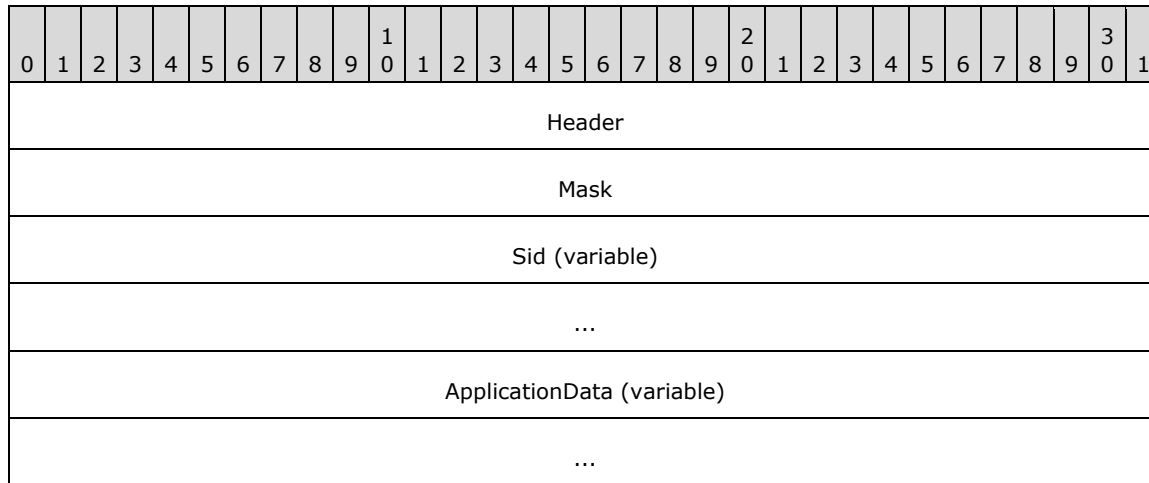 1 2 3
0 1 2 3 4 5 6 7 8 9 0 1 2 3 4 5 6 7 8 9 0 1 2 3 4 5 6 7 8 9 0 1
Header
Mask
Sid (variable)
...
ApplicationData (variable)
...